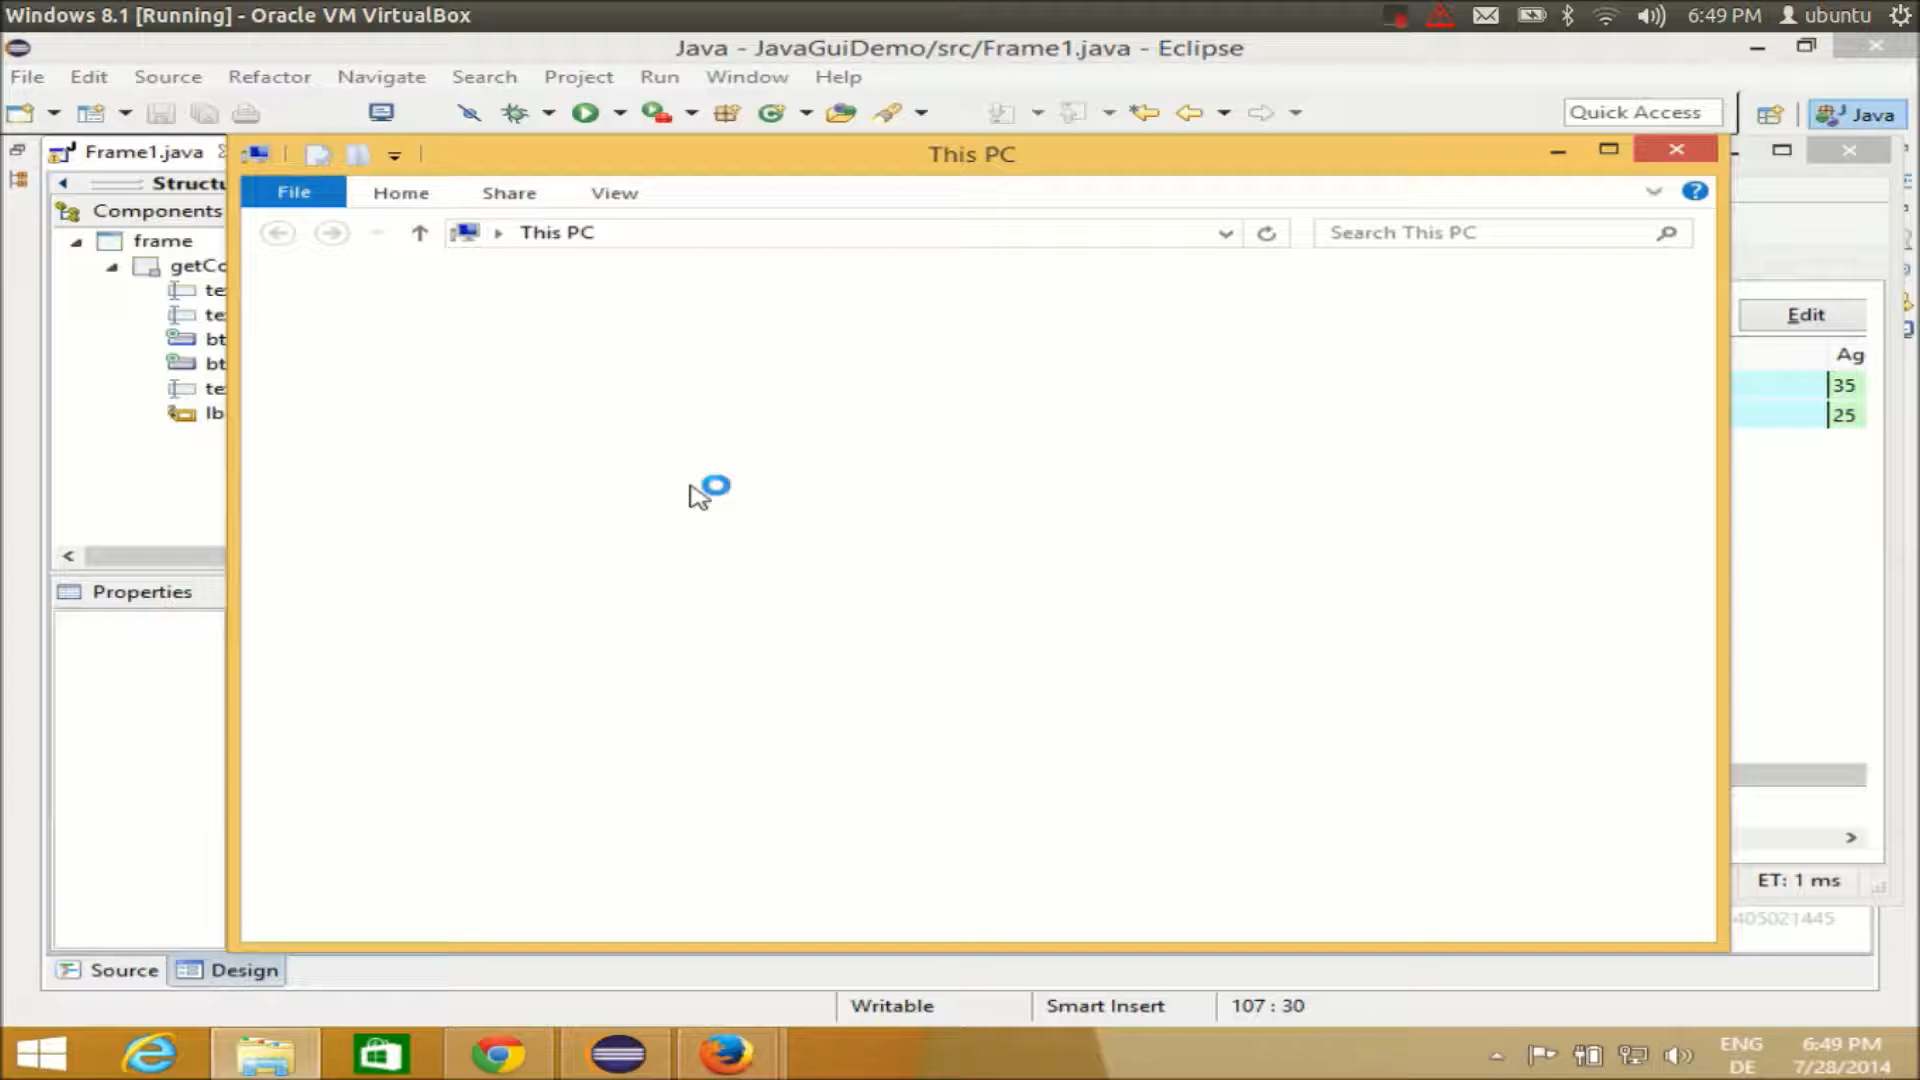 Windows 8.1 [Running] - Oracle VM VirtualBox
6:49 PM ubuntu
Java - JavaGuiDemo/src/Frame1.java - Eclipse
File Edit Source Refactor Navigate Search Project Run Window Help
Quick Access
Java
Frame1.java
This PC
Structu
File Home Share View
Components
This PC
Search This PC
frame
getCo
te
te
bt
bt
te
lb
Edit
Ag
35
25
Properties
ET: 1 ms
405021445
Source Design
Writable Smart Insert 107 : 30
ENG 6:49 PM
DE 7/28/2014